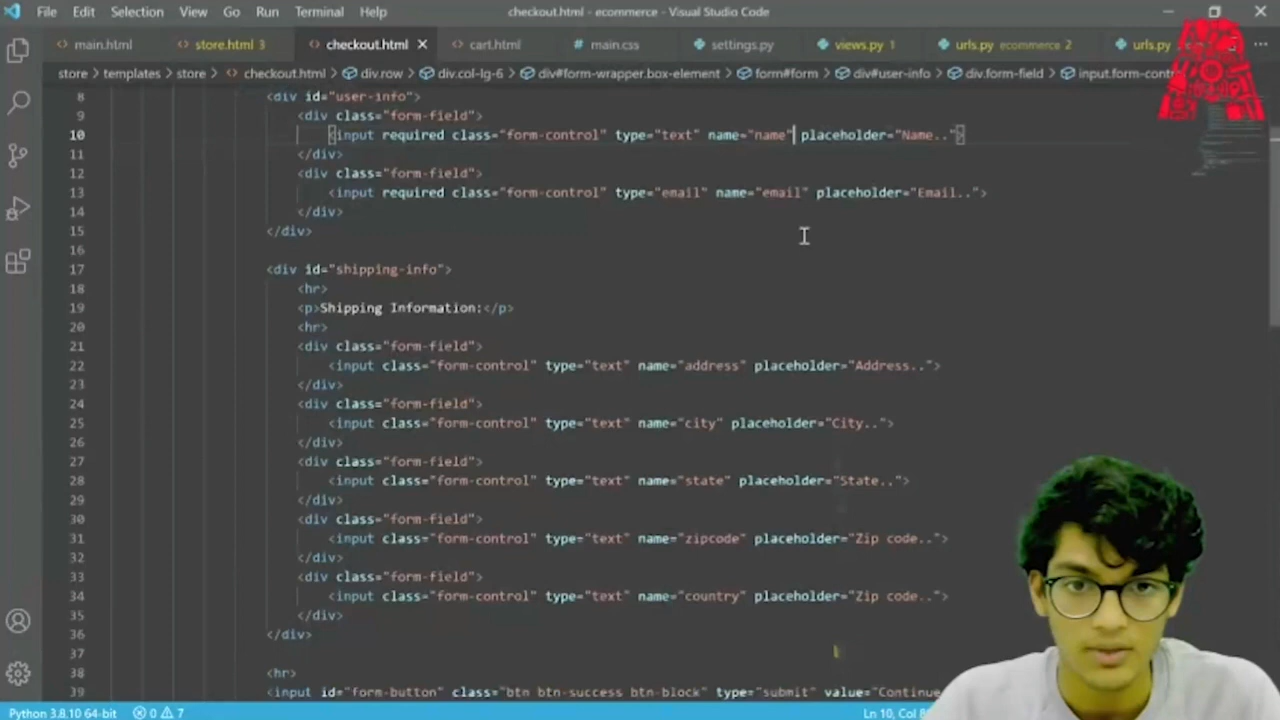 File Edit Selection View Go Run Terminal Help checkout.html - ecommerce - Visual Studio Code
main.html store.html 3 checkout.html cart.html # main.css settings.py views.py 1 urls.py ecommerce 2 urls.py
store > templates > store > checkout.html > div.row > div.col-lg-6 > div#form-wrapper.box-element > form#form > div#user-info > div.form-field > input.form-contr
8 <div id="user-info">
9 <div class="form-field">
10 <input required class="form-control" type="text" name="name" placeholder="Name..">
11 </div>
12 <div class="form-field">
13 <input required class="form-control" type="email" name="email" placeholder="Email..">
14 </div>
15 </div>
16
17 <div id="shipping-info">
18 <hr>
19 <p>Shipping Information:</p>
20 <hr>
21 <div class="form-field">
22 <input class="form-control" type="text" name="address" placeholder="Address..">
23 </div>
24 <div class="form-field">
25 <input class="form-control" type="text" name="city" placeholder="City..">
26 </div>
27 <div class="form-field">
28 <input class="form-control" type="text" name="state" placeholder="State..">
29 </div>
30 <div class="form-field">
31 <input class="form-control" type="text" name="zipcode" placeholder="Zip code..">
32 </div>
33 <div class="form-field">
34 <input class="form-control" type="text" name="country" placeholder="Zip code..">
35 </div>
36 </div>
37
38 <hr>
39 <input id="form-button" class="btn btn-success btn-block" type="submit" value="Continue
Python 3.8.10 64-bit 0 7 Ln 10, Col